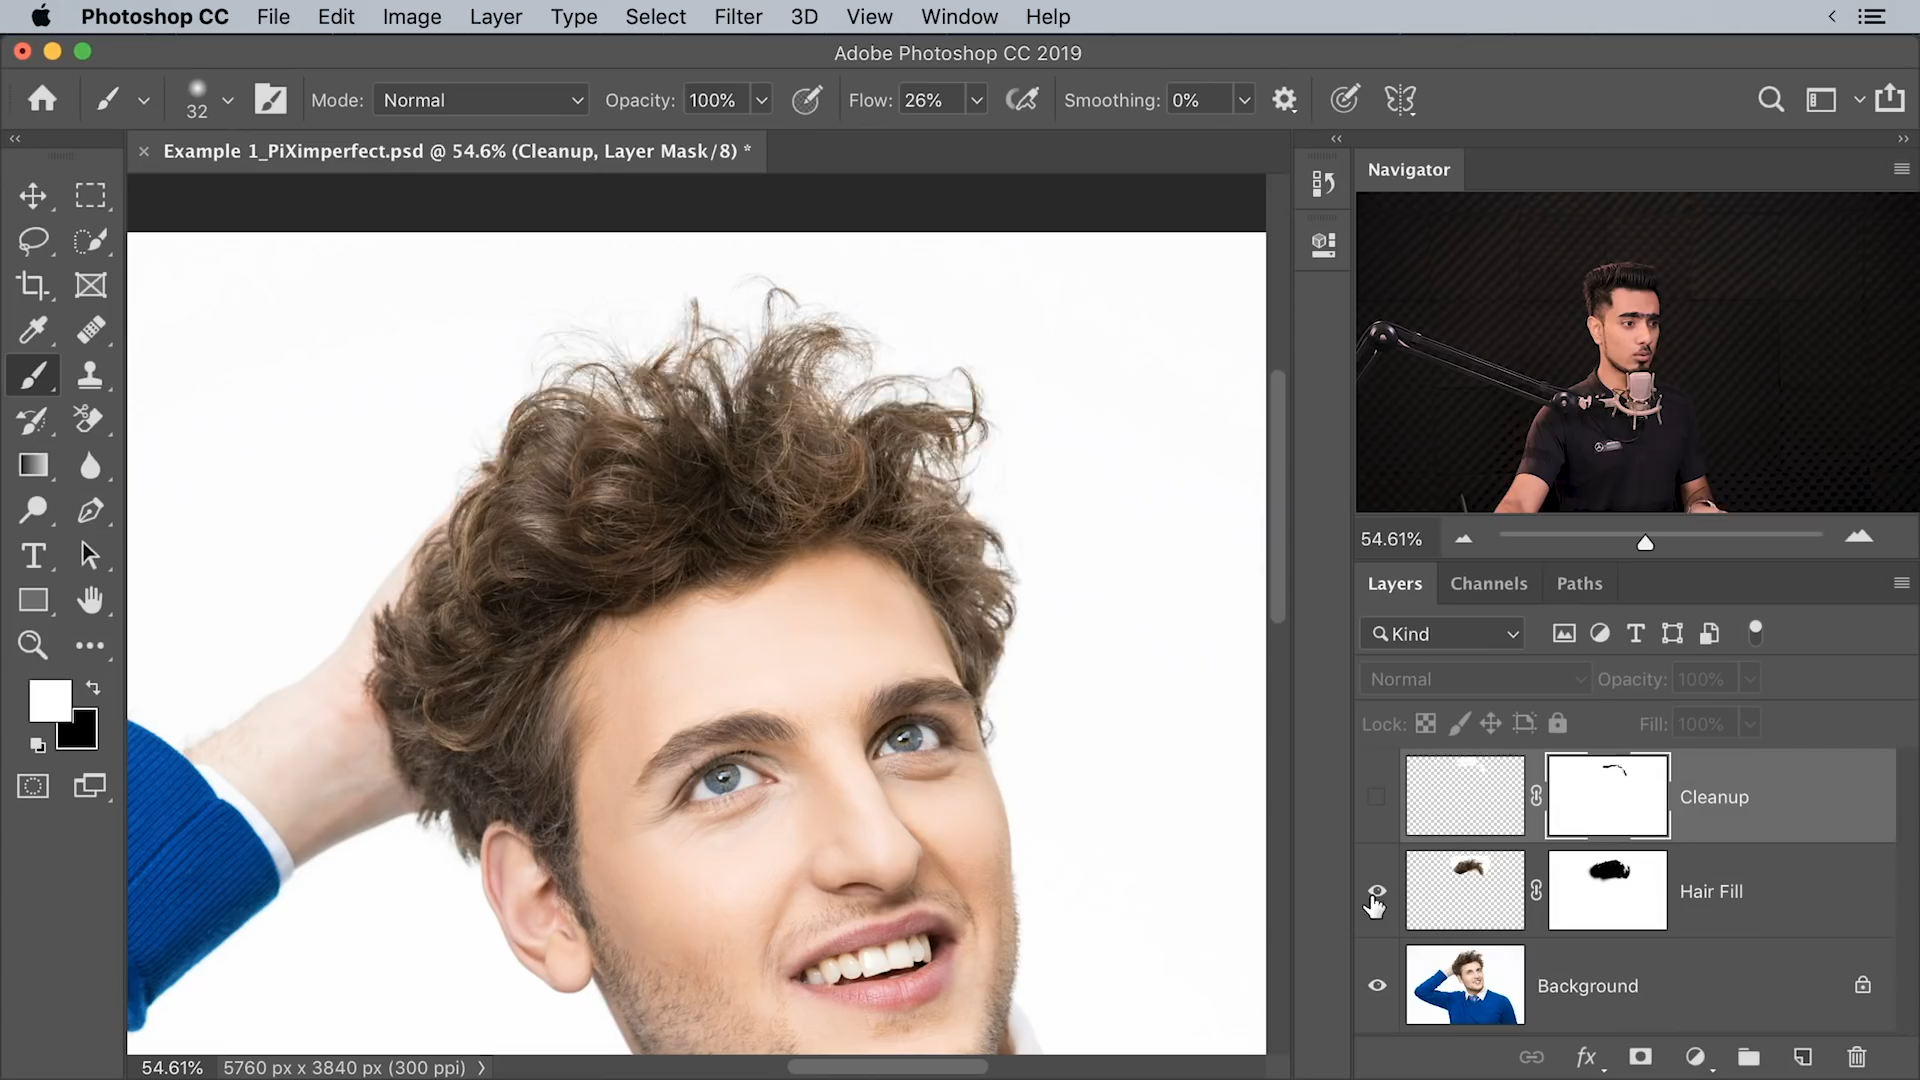 Photoshop CC File Edit Image Layer Type Select Filter 3D View Window Help
Adobe Photoshop CC 2019
32 Mode: Normal Opacity: 100% Flow: 26% Smoothing: 0%
Example 1_PiXimperfect.psd @ 54.6% (Cleanup, Layer Mask/8) *
Navigator
54.61%
Layers Channels Paths
Kind
Normal Opacity: 100%
Lock: Fill: 100%
Cleanup
Hair Fill
Background
54.61% 5760 px x 3840 px (300 ppi)